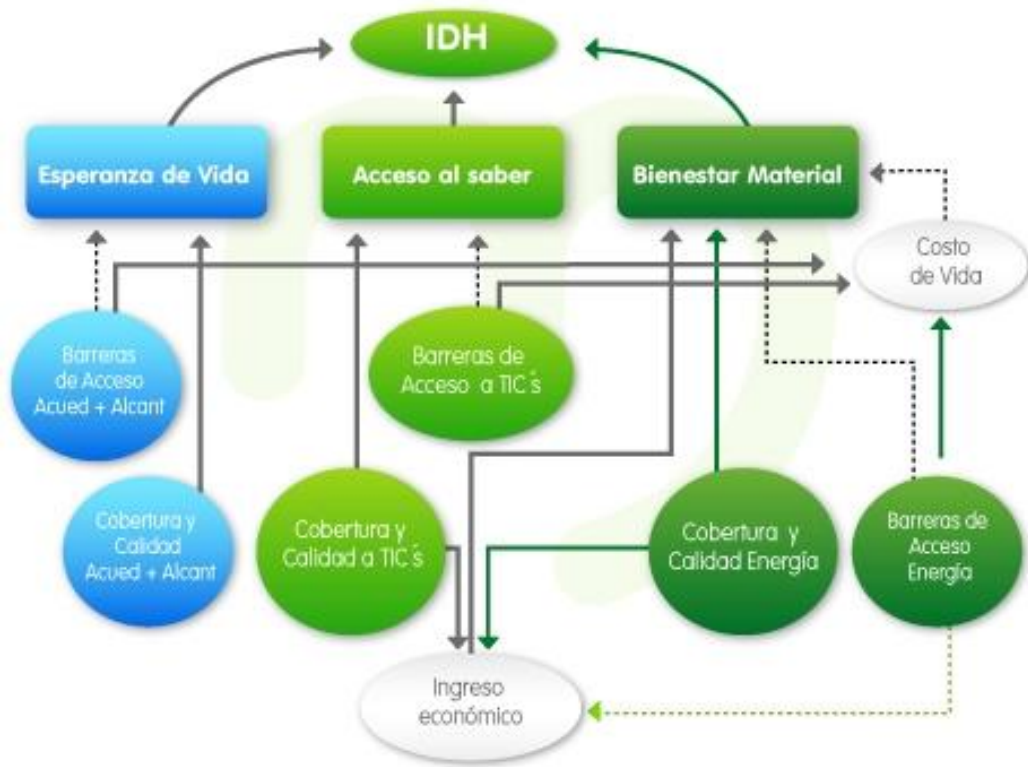 IDH
Esperanza de Vida
Acceso al saber
Bienestar Material
Costo
de Vida
Barreras
de Acceso
Acued + Alcant
Barreras de
Acceso a TIC´s
Cobertura y
Calidad
Acued + Alcant
Cobertura y
Calidad a TIC´s
Cobertura y
Calidad Energía
Barreras de
Acceso
Energía
Ingreso
económico